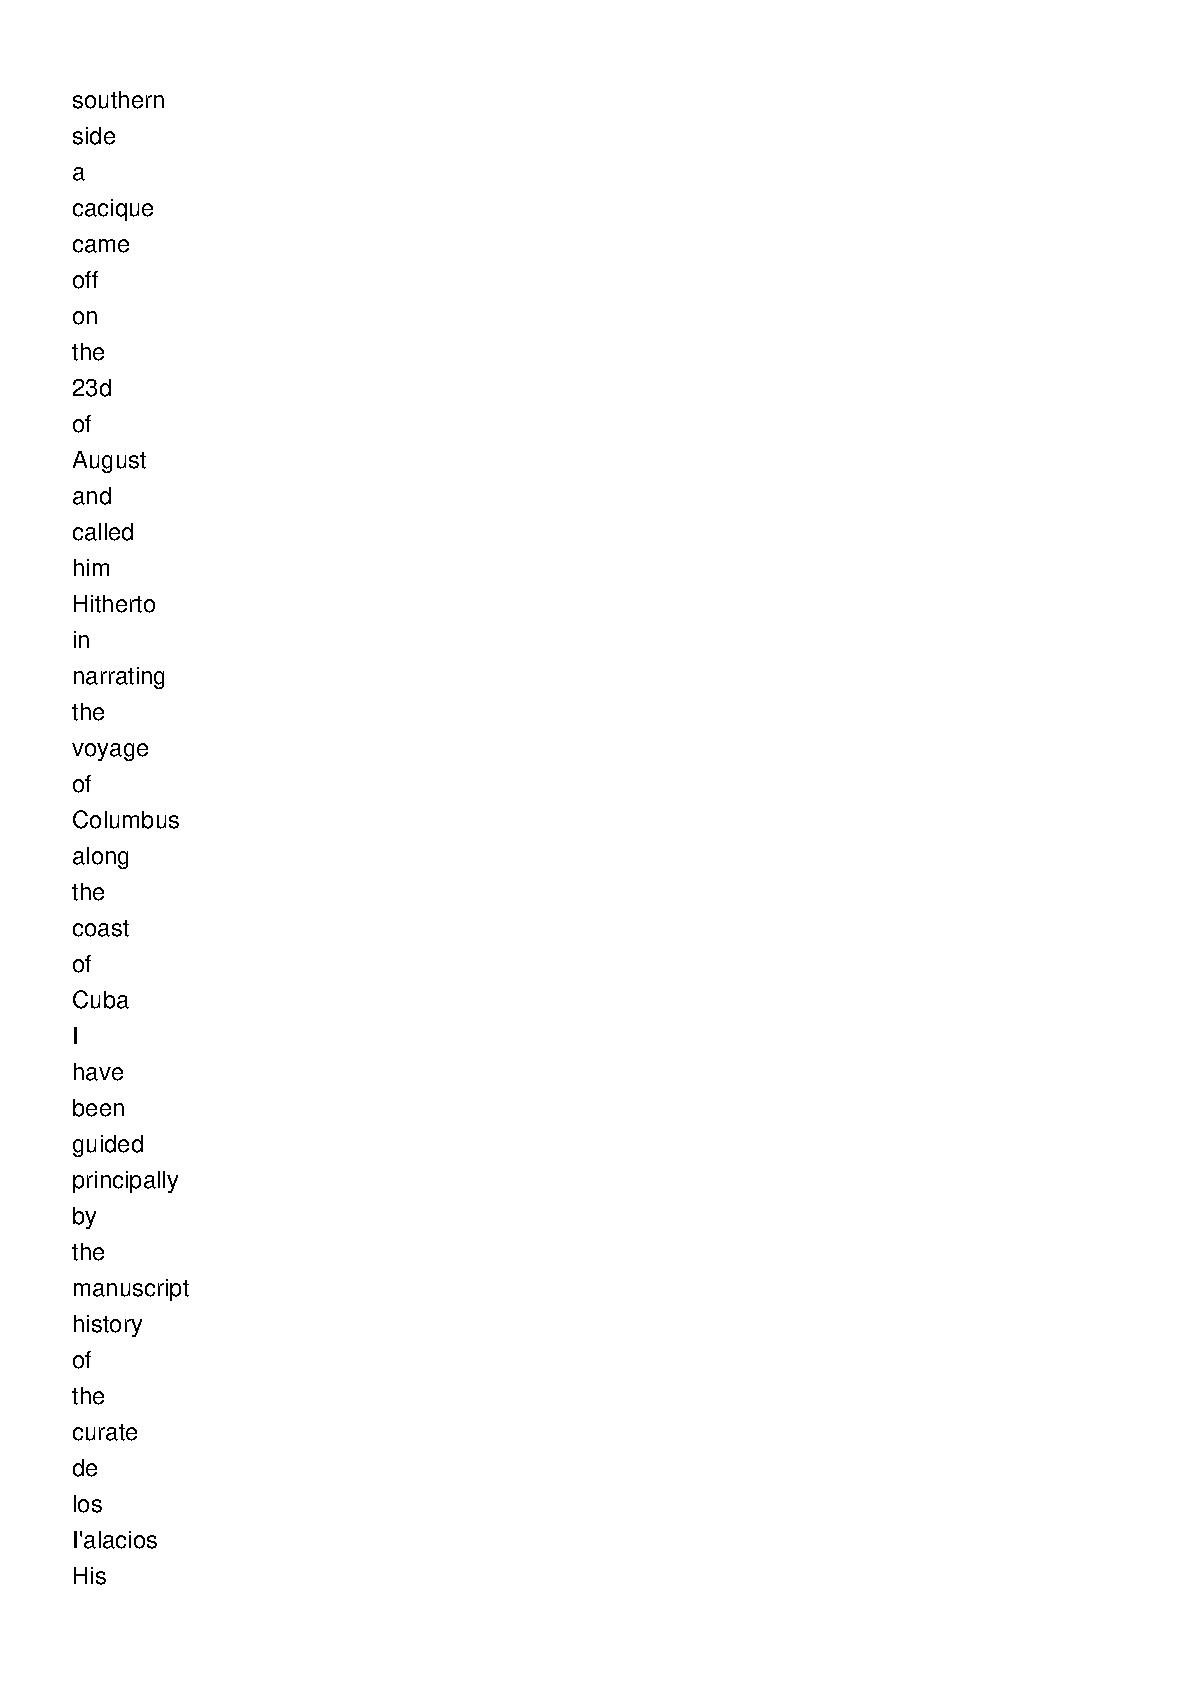 southern
side
a
cacique
came
off
on
the
23d
of
August
and
called
him
Hitherto
in
narrating
the
voyage
of
Columbus
along
the
coast
of
Cuba
I
have
been
guided
principally
by
the
manuscript
history
of
the
curate
de
los
I'alacios
His